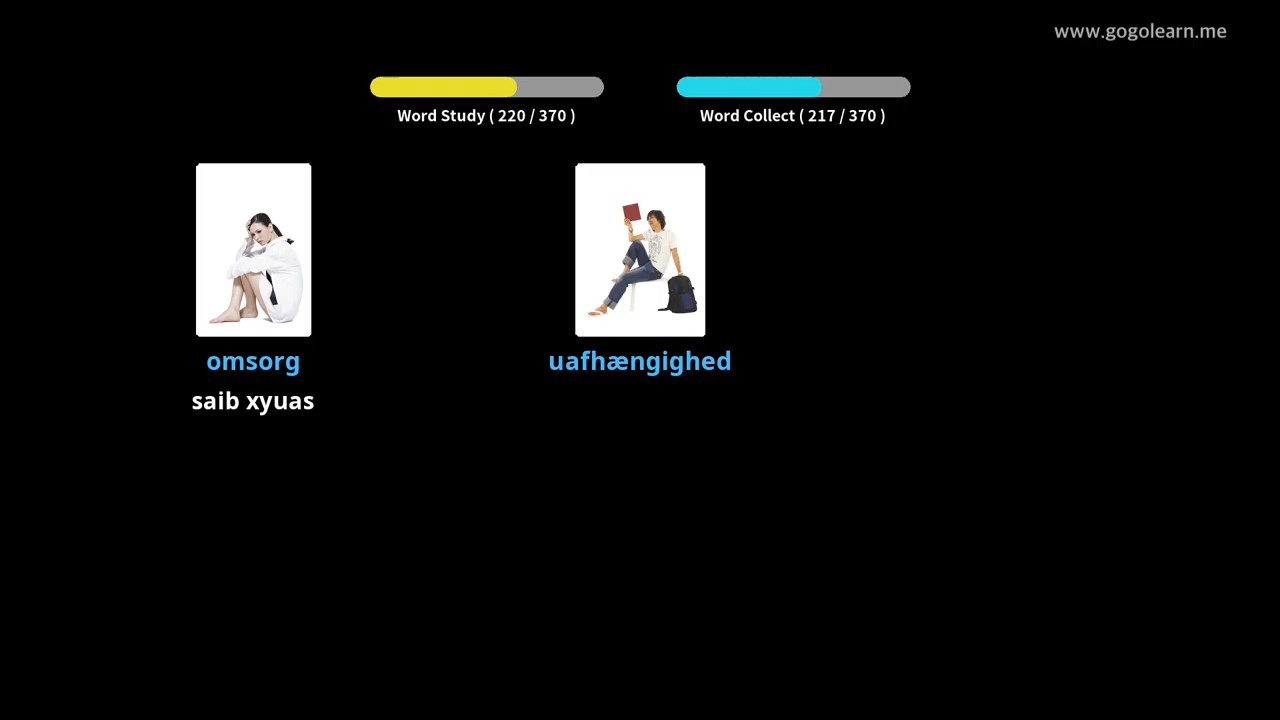 www.gogolearn.me
Word Study ( 220 / 370 )
Word Collect ( 217 / 370 )
omsorg
uafhængighed
saib xyuas